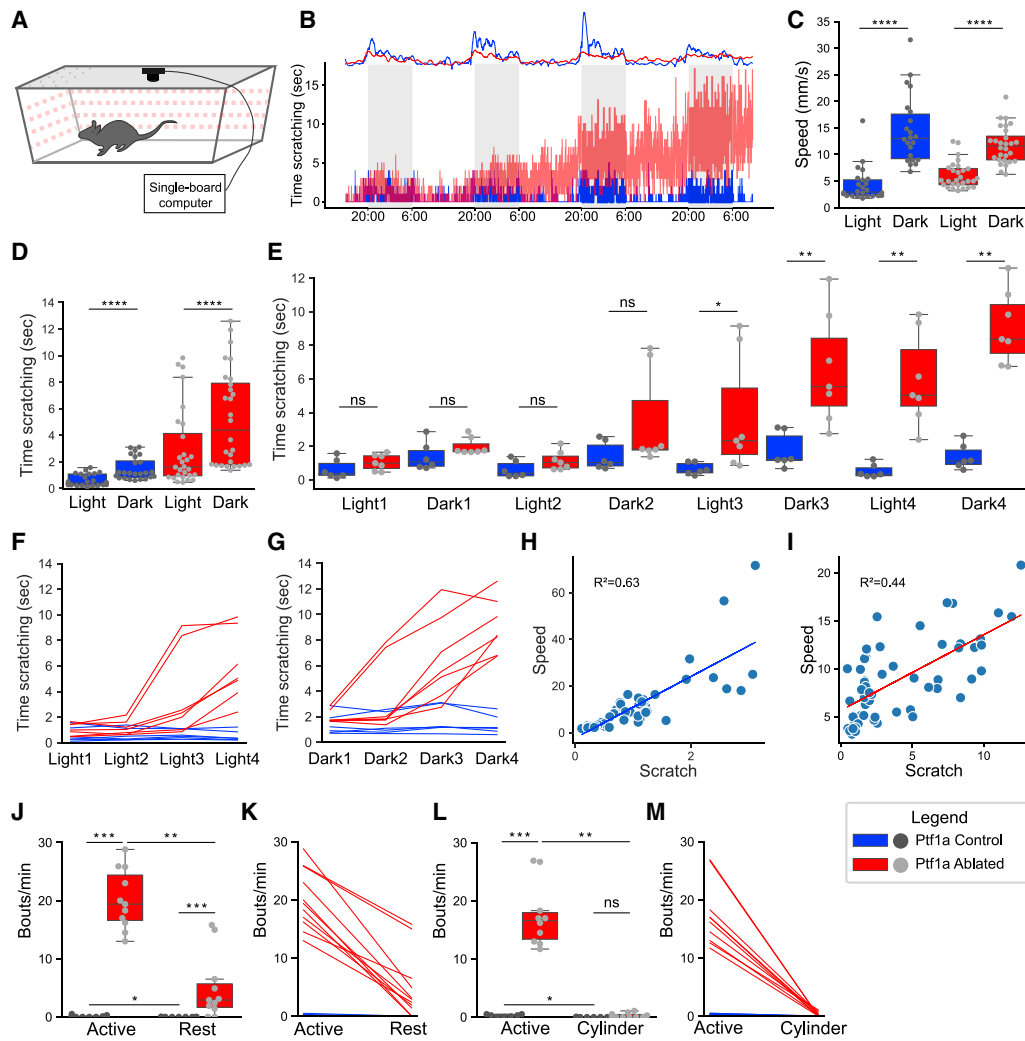 A
Single-board
computer
B
Time scratching (sec)
15
10
5
0
20:00 6:00 20:00 6:00 20:00 6:00 20:00 6:00
C
Speed (mm/s)
35
30
25
20
15
10
5
0
**** ****
Light Dark Light Dark
D
Time scratching (sec)
14
12
10
8
6
4
2
0
**** ****
Light Dark Light Dark
E
Time scratching (sec)
12
10
8
6
4
2
0
ns ns ns ns * ** ** **
Light1 Dark1 Light2 Dark2 Light3 Dark3 Light4 Dark4
F
Time scratching (sec)
14
12
10
8
6
4
2
0
Light1 Light2 Light3 Light4
G
Time scratching (sec)
14
12
10
8
6
4
2
0
Dark1 Dark2 Dark3 Dark4
H
R²=0.63
Speed
60
40
20
0
2
Scratch
I
R²=0.44
Speed
20
15
10
5
0 5 10
Scratch
J
Bouts/min
30
20
10
0
*** **
***
*
Active Rest
K
Bouts/min
30
20
10
0
Active Rest
L
Bouts/min
30
20
10
0
*** **
ns
*
Active Cylinder
M
Bouts/min
30
20
10
0
Active Cylinder
Legend
Ptf1a Control
Ptf1a Ablated